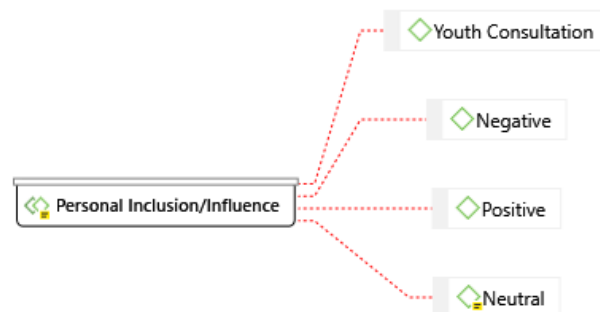 Youth Consultation
Negative
Personal Inclusion/Influence
Positive
Neutral